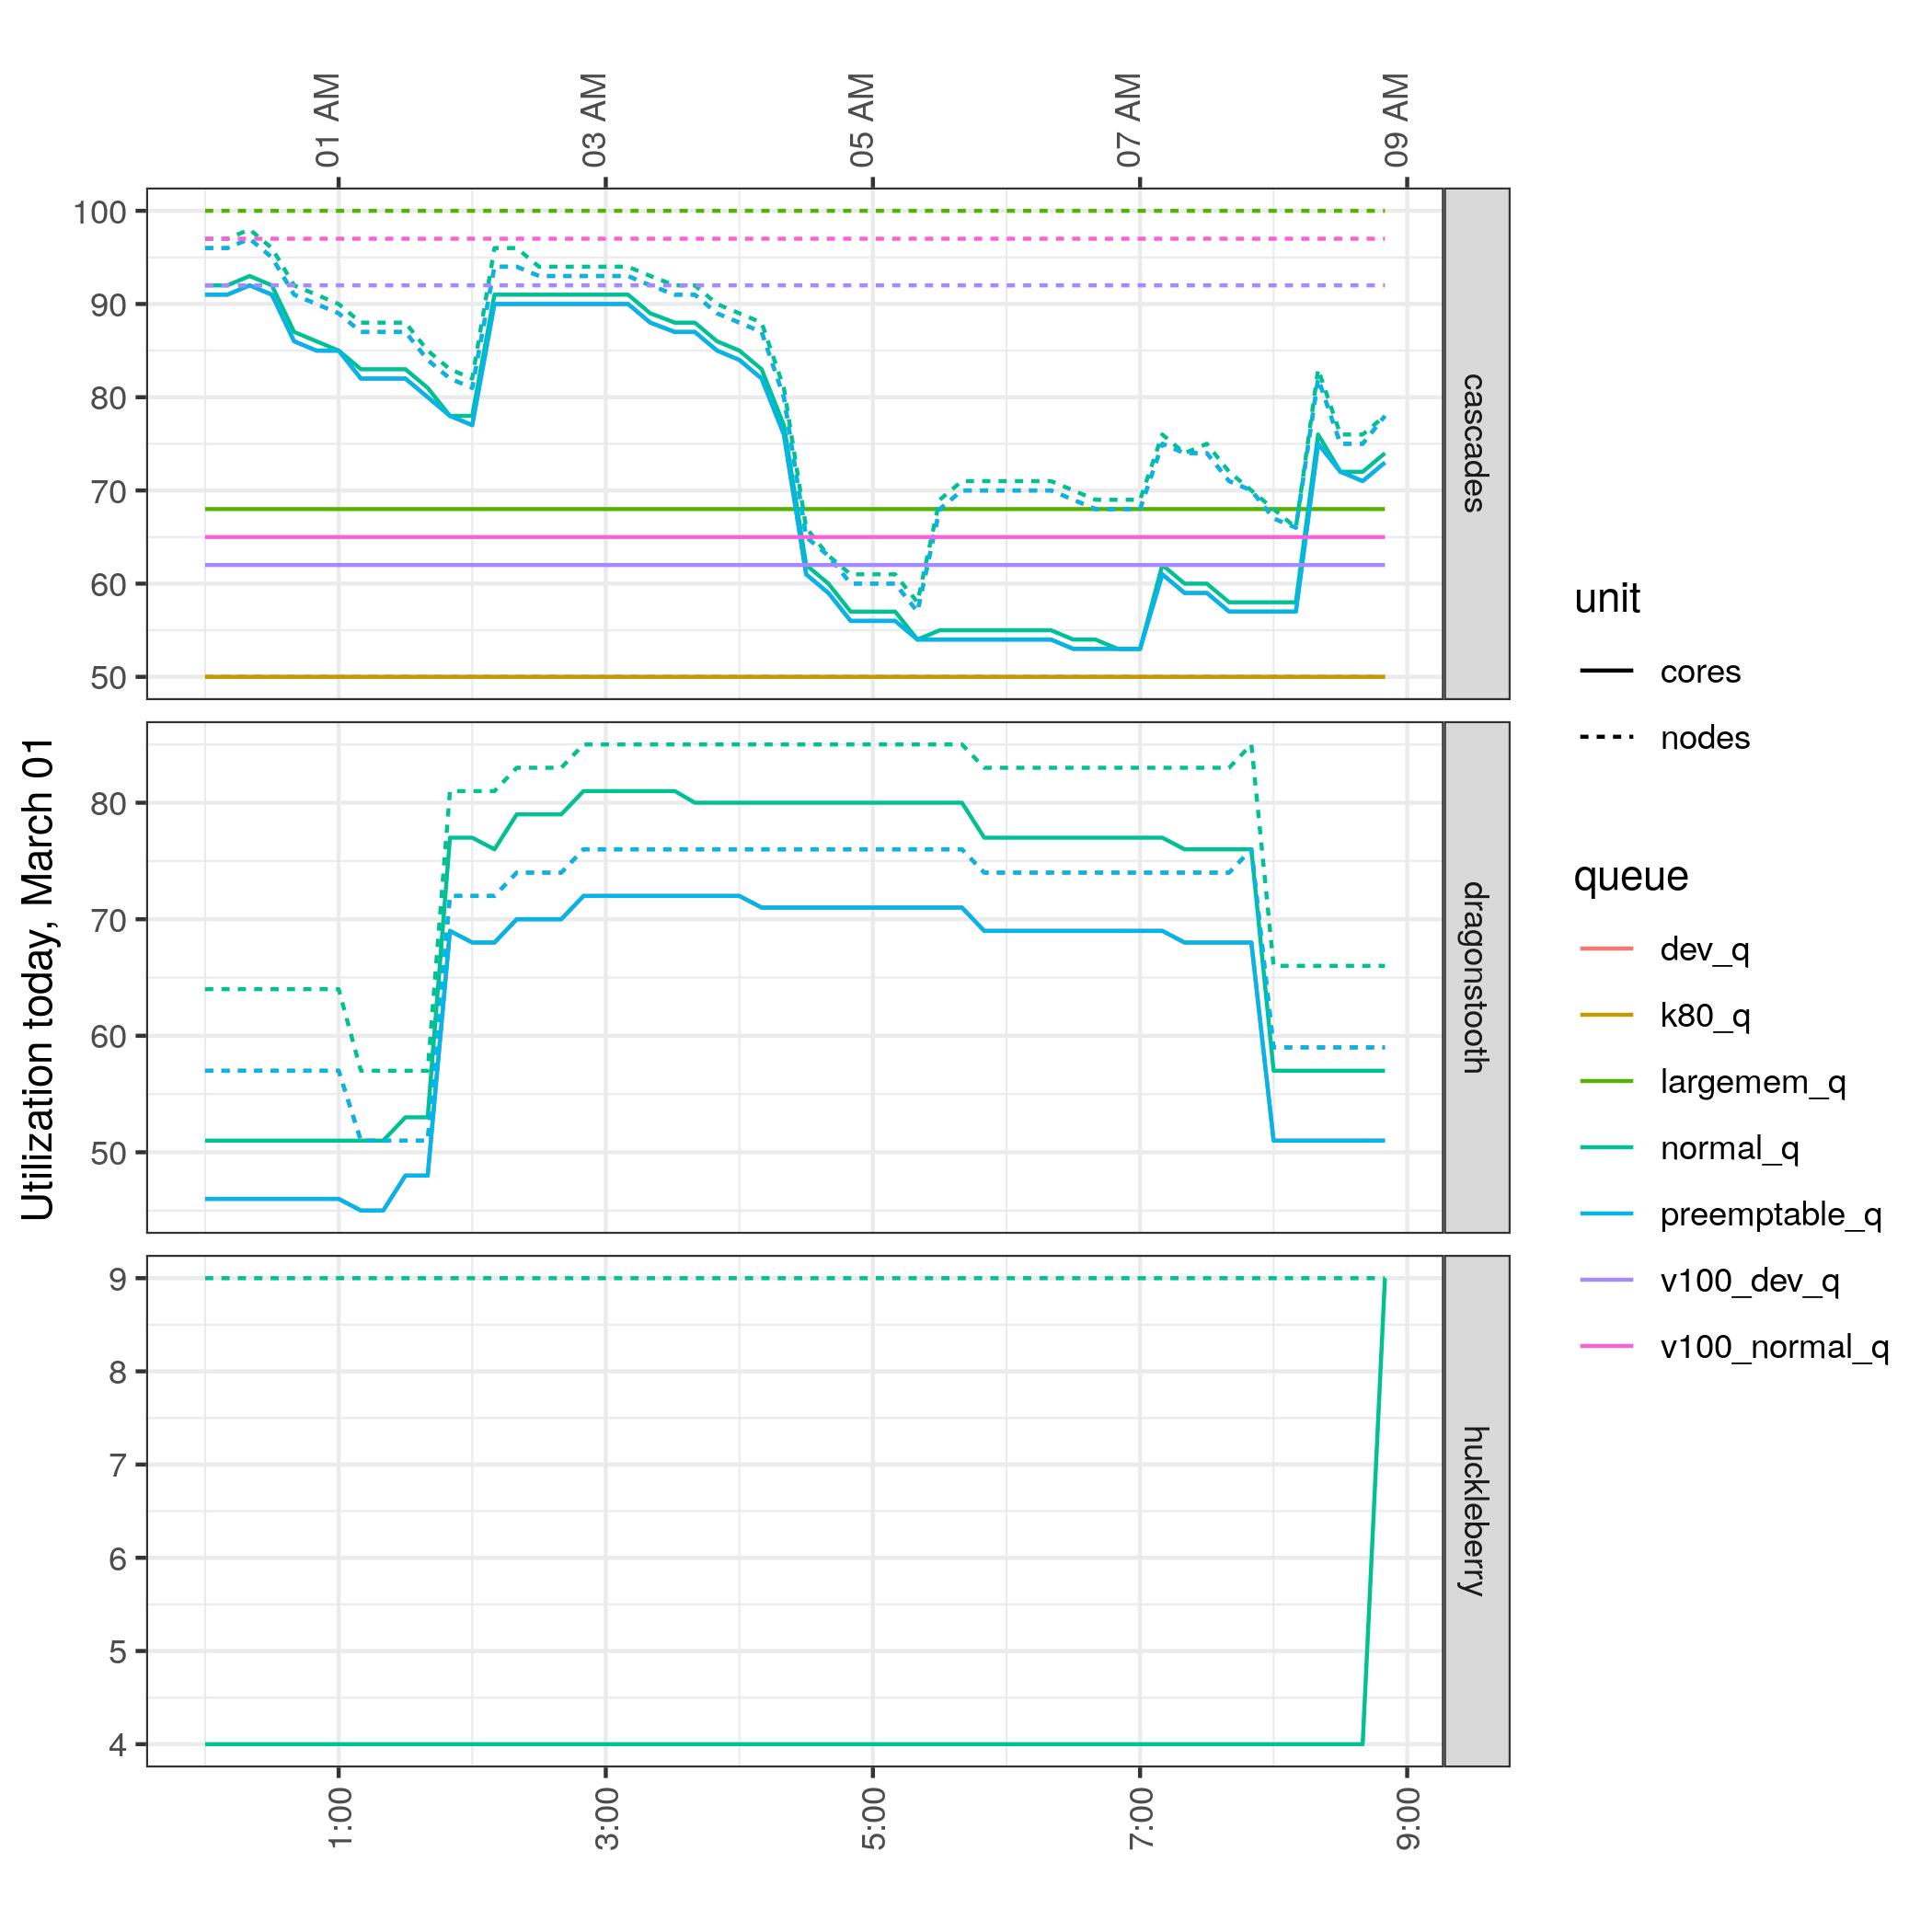 01 AM
03 AM
05 AM
07 AM
09 AM
100
90
80
70
60
50
cascades
Utilization today, March 01
80
70
60
50
dragonstooth
9
8
7
6
5
4
huckleberry
1:00
3:00
5:00
7:00
9:00
unit
cores
nodes
queue
dev_q
k80_q
largemem_q
normal_q
preemptable_q
v100_dev_q
v100_normal_q